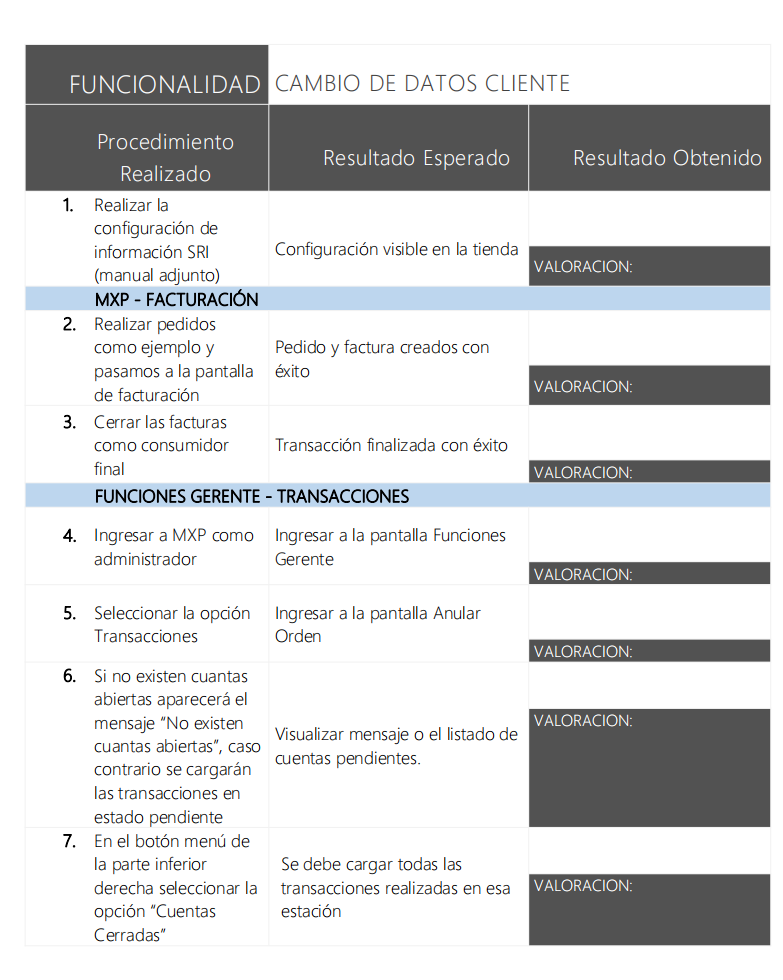 FUNCIONALIDAD CAMBIO DE DATOS CLIENTE
Procedimiento
Realizado
Resultado Esperado
Resultado Obtenido
1. Realizar la
configuración de
información SRI
(manual adjunto)
Configuración visible en la tienda
VALORACION:
MXP - FACTURACIÓN
2. Realizar pedidos
como ejemplo y
pasamos a la pantalla
de facturación
Pedido y factura creados con
éxito
VALORACION:
3. Cerrar las facturas
como consumidor
final
Transacción finalizada con éxito
VALORACION:
FUNCIONES GERENTE - TRANSACCIONES
4. Ingresar a MXP como
administrador
Ingresar a la pantalla Funciones
Gerente
VALORACION:
5. Seleccionar la opción
Transacciones
Ingresar a la pantalla Anular
Orden
VALORACION:
6. Si no existen cuantas
abiertas aparecerá el
mensaje “No existen
cuantas abiertas”, caso
contrario se cargarán
las transacciones en
estado pendiente
Visualizar mensaje o el listado de
cuentas pendientes.
VALORACION:
7. En el botón menú de
la parte inferior
derecha seleccionar la
opción “Cuentas
Cerradas”
Se debe cargar todas las
transacciones realizadas en esa
estación
VALORACION: